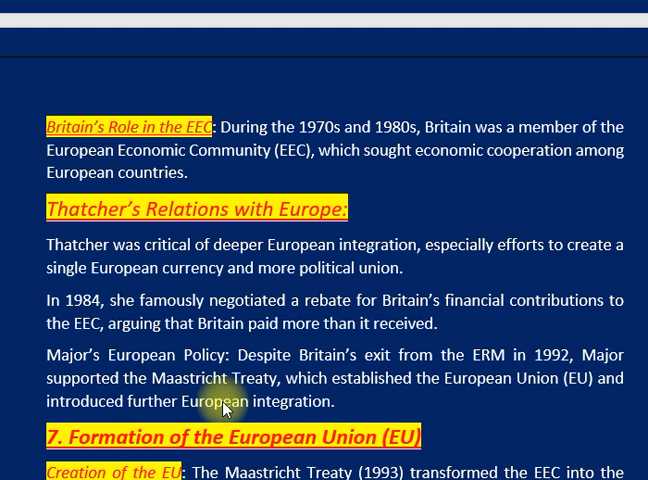 Britain's Role in the EEC: During the 1970s and 1980s, Britain was a member of the
European Economic Community (EEC), which sought economic cooperation among
European countries.
Thatcher's Relations with Europe:
Thatcher was critical of deeper European integration, especially efforts to create a
single European currency and more political union.
In 1984, she famously negotiated a rebate for Britain's financial contributions to
the EEC, arguing that Britain paid more than it received.
Major's European Policy: Despite Britain's exit from the ERM in 1992, Major
supported the Maastricht Treaty, which established the European Union (EU) and
introduced further European integration.
7. Formation of the European Union (EU)
Creation of the EU: The Maastricht Treaty (1993) transformed the EEC into the